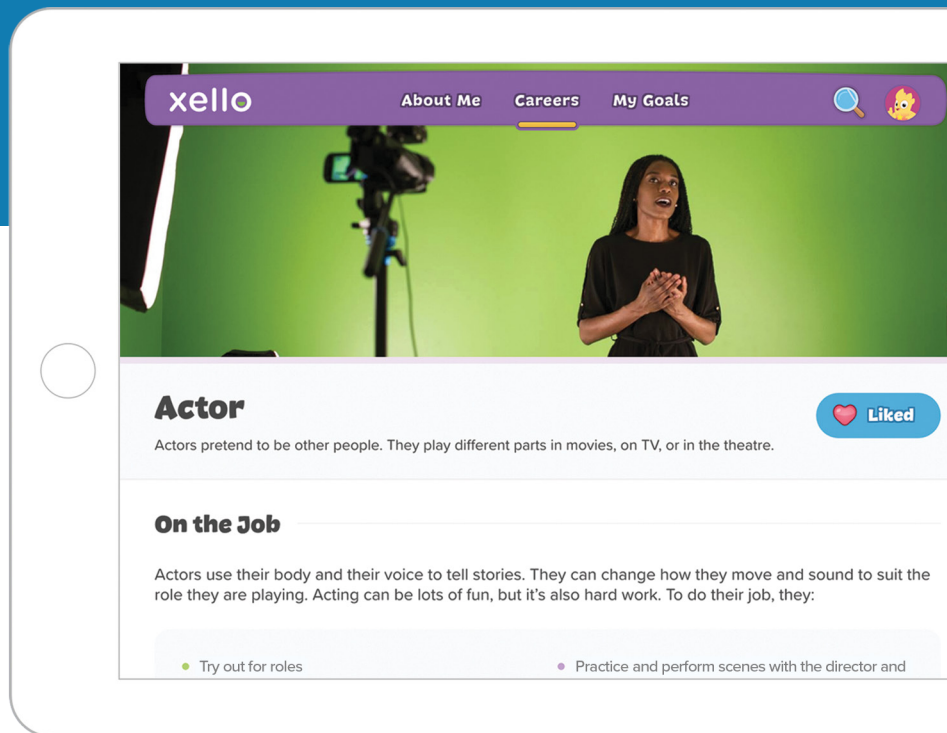 xello
About Me Careers My Goals
Actor
Liked
Actors pretend to be other people. They play different parts in movies, on TV, or in the theatre.
On the Job
Actors use their body and their voice to tell stories. They can change how they move and sound to suit the
role they are playing. Acting can be lots of fun, but it’s also hard work. To do their job, they:
Try out for roles
Practice and perform scenes with the director and